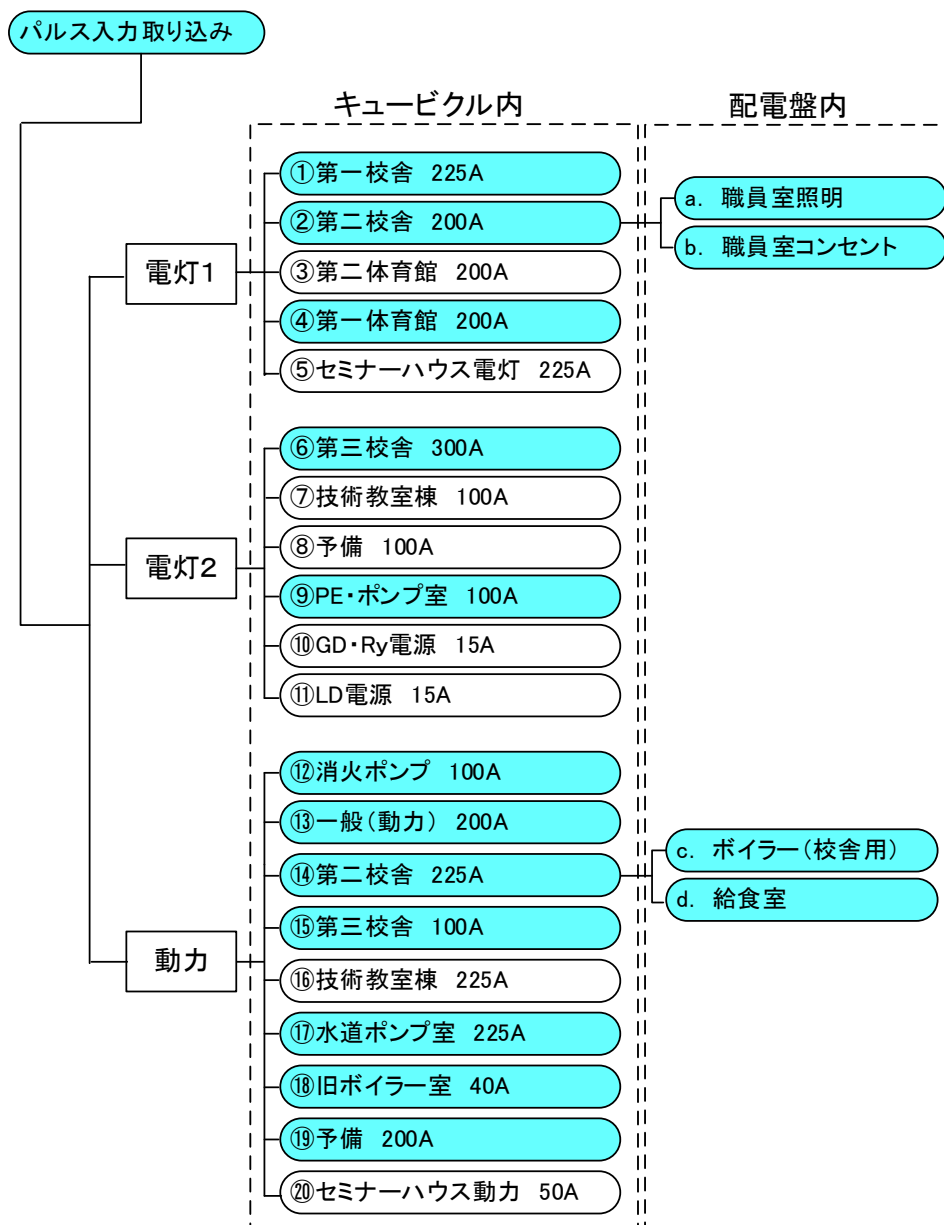 パルス入力取り込み
キュービクル内
配電盤内
電灯1
①第一校舎 225A
②第二校舎 200A
③第二体育館 200A
④第一体育館 200A
⑤セミナーハウス電灯 225A
a. 職員室照明
b. 職員室コンセント
電灯2
⑥第三校舎 300A
⑦技術教室棟 100A
⑧予備 100A
⑨PE・ポンプ室 100A
⑩GD・Ry電源 15A
⑪LD電源 15A
動力
⑫消火ポンプ 100A
⑬一般（動力） 200A
⑭第二校舎 225A
⑮第三校舎 100A
⑯技術教室棟 225A
⑰水道ポンプ室 225A
⑱旧ボイラー室 40A
⑲予備 200A
⑳セミナーハウス動力 50A
c. ボイラー（校舎用）
d. 給食室